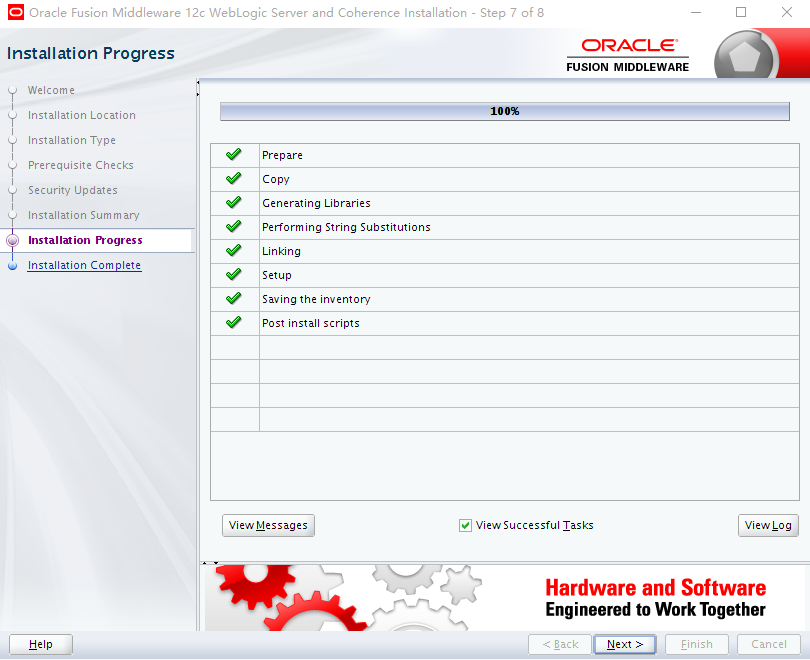 Oracle Fusion Middleware 12c WebLogic Server and Coherence Installation - Step 7 of 8
Installation Progress
ORACLE
FUSION MIDDLEWARE
Welcome
Installation Location
Installation Type
Prerequisite Checks
Security Updates
Installation Summary
Installation Progress
Installation Complete
100%
Prepare
Copy
Generating Libraries
Performing String Substitutions
Linking
Setup
Saving the inventory
Post install scripts
View Messages
View Successful Tasks
View Log
Hardware and Software
Engineered to Work Together
Help
< Back
Next >
Finish
Cancel